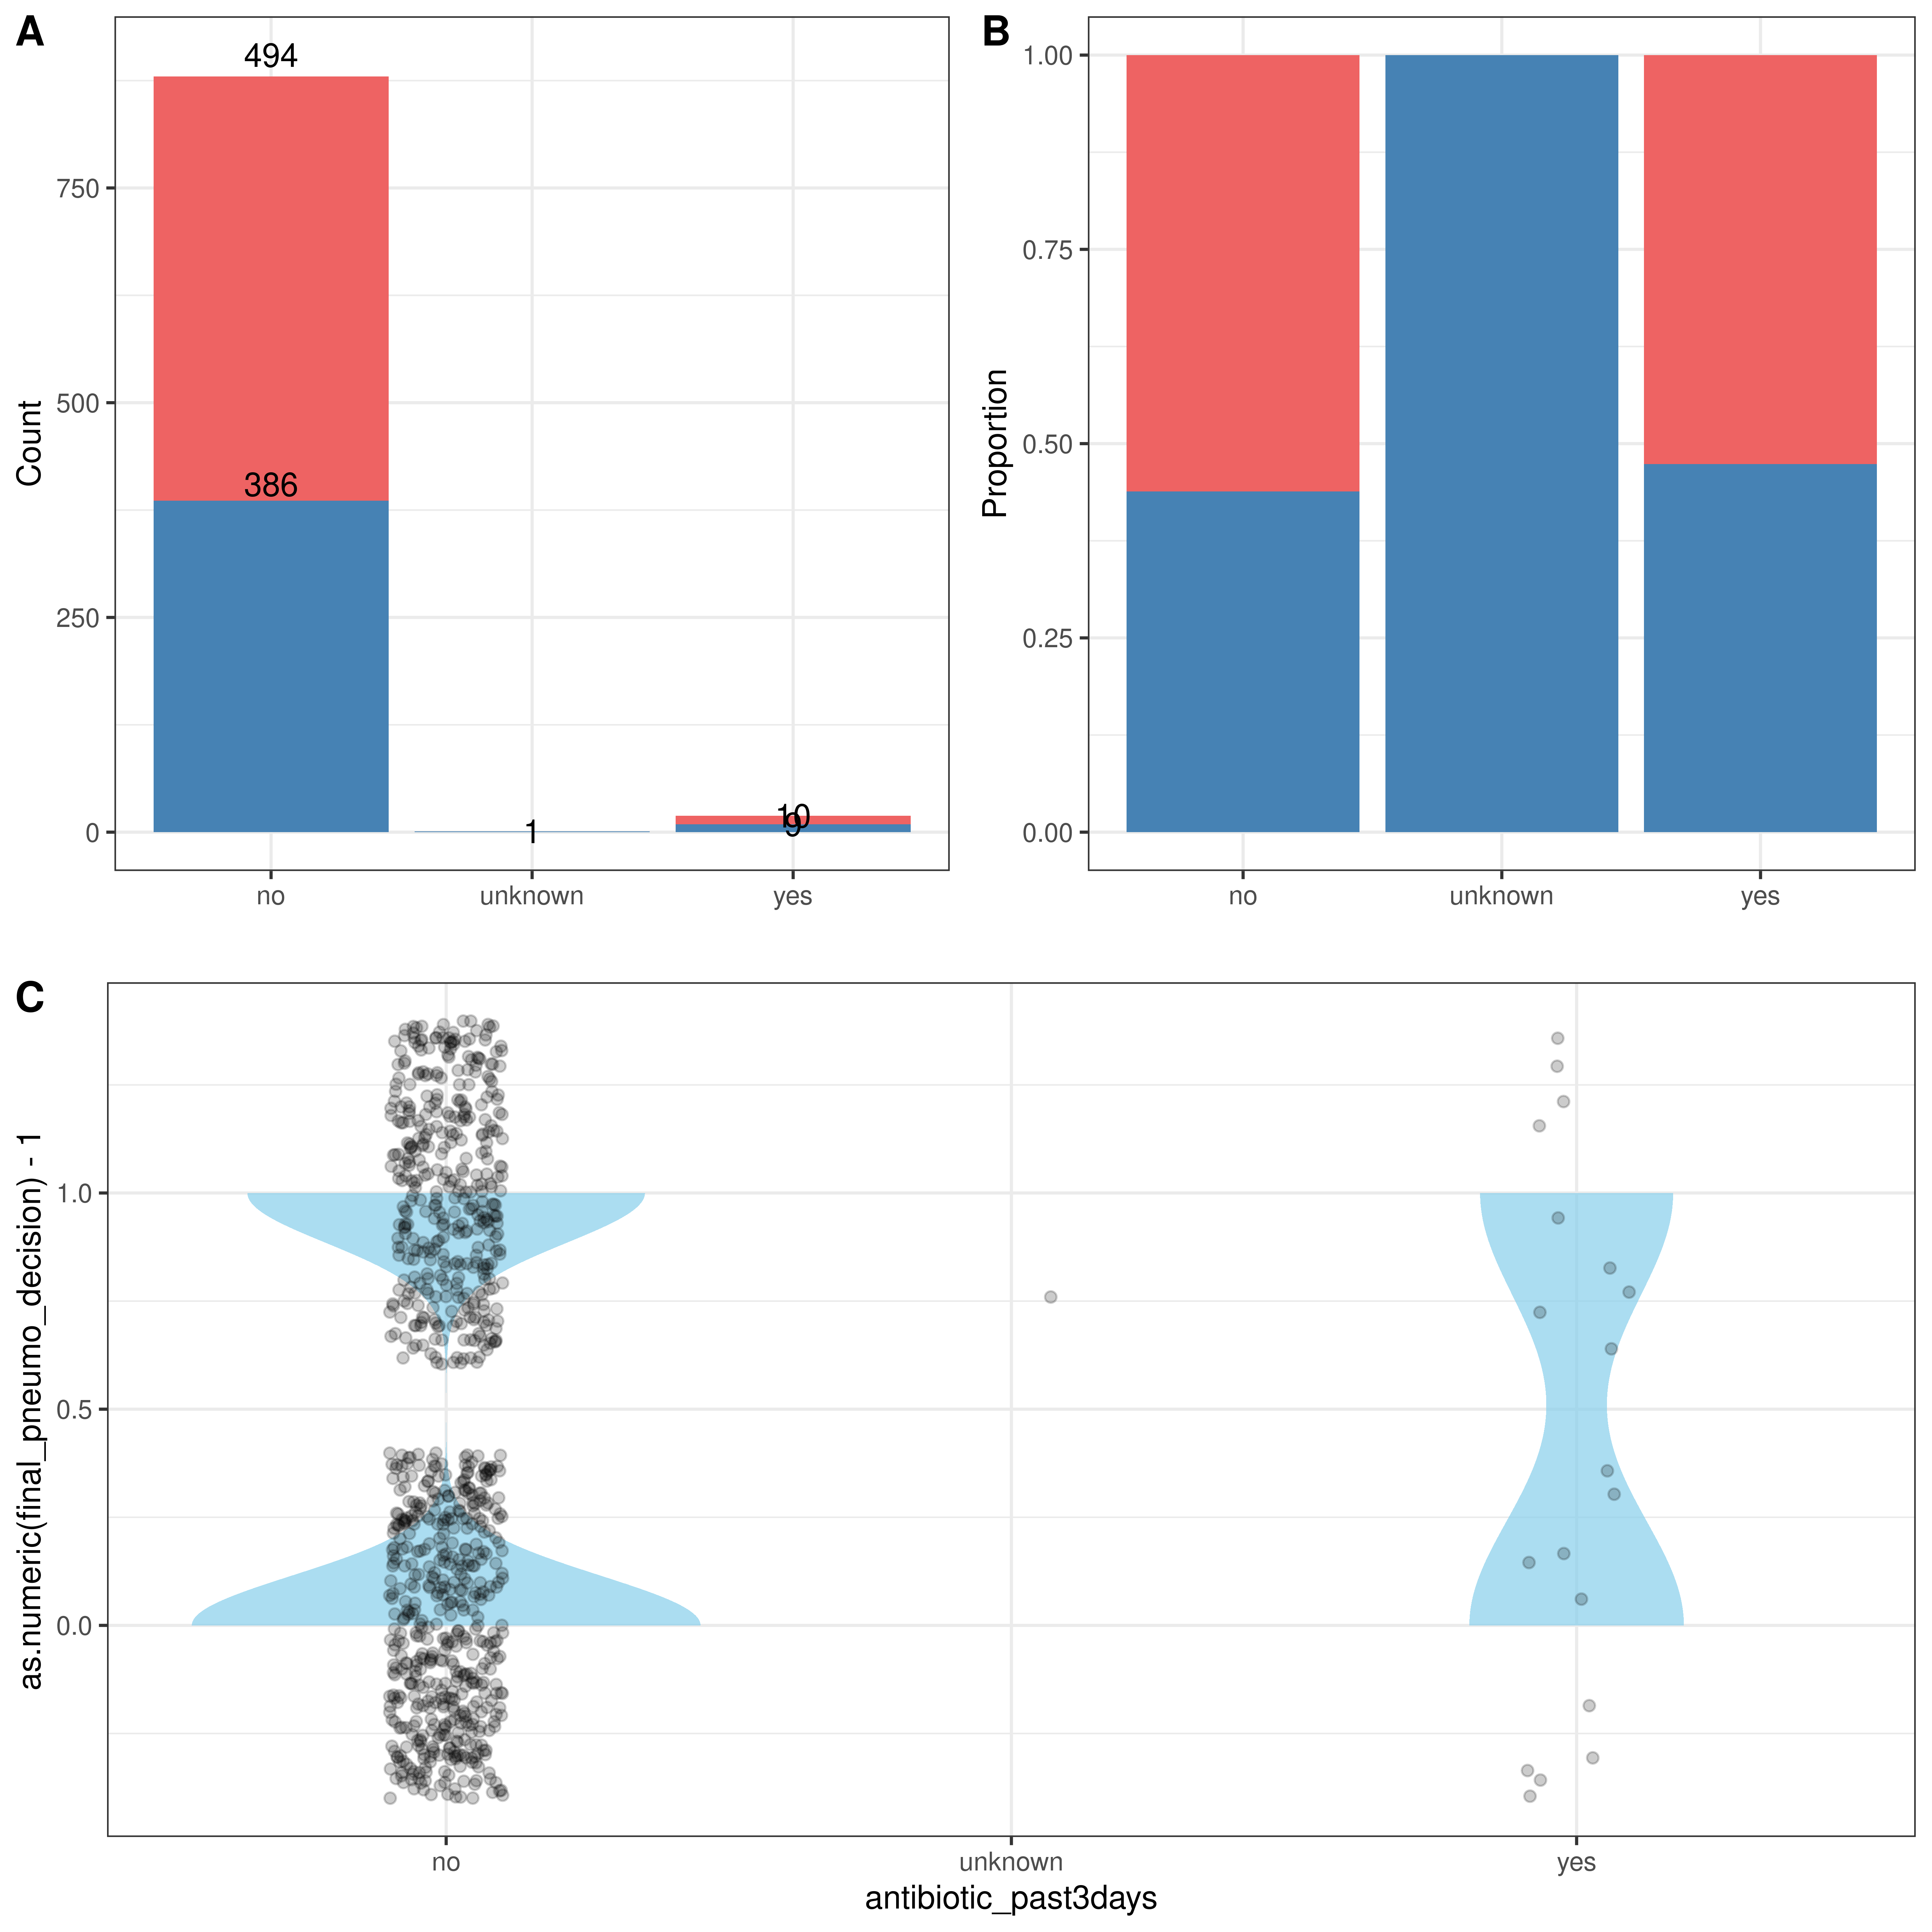 A
Count
750
500
250
0
494
386
1
10
9
no unknown yes
B
Proportion
1.00
0.75
0.50
0.25
0.00
no unknown yes
C
as.numeric(final_pneumo_decision) - 1
1.0
0.5
0.0
no unknown yes
antibiotic_past3days